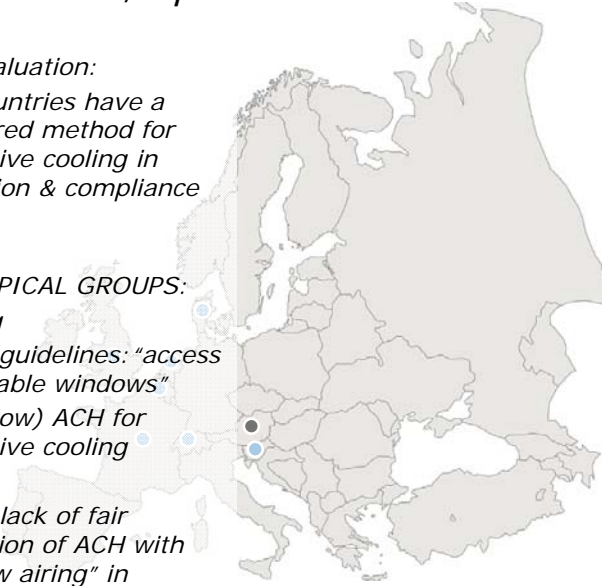 aluation:
untries have a
red method for
ive cooling in
ion & compliance
PICAL GROUPS:
guidelines: "access
able windows"
ow) ACH for
ive cooling
lack of fair
ion of ACH with
w airing" in